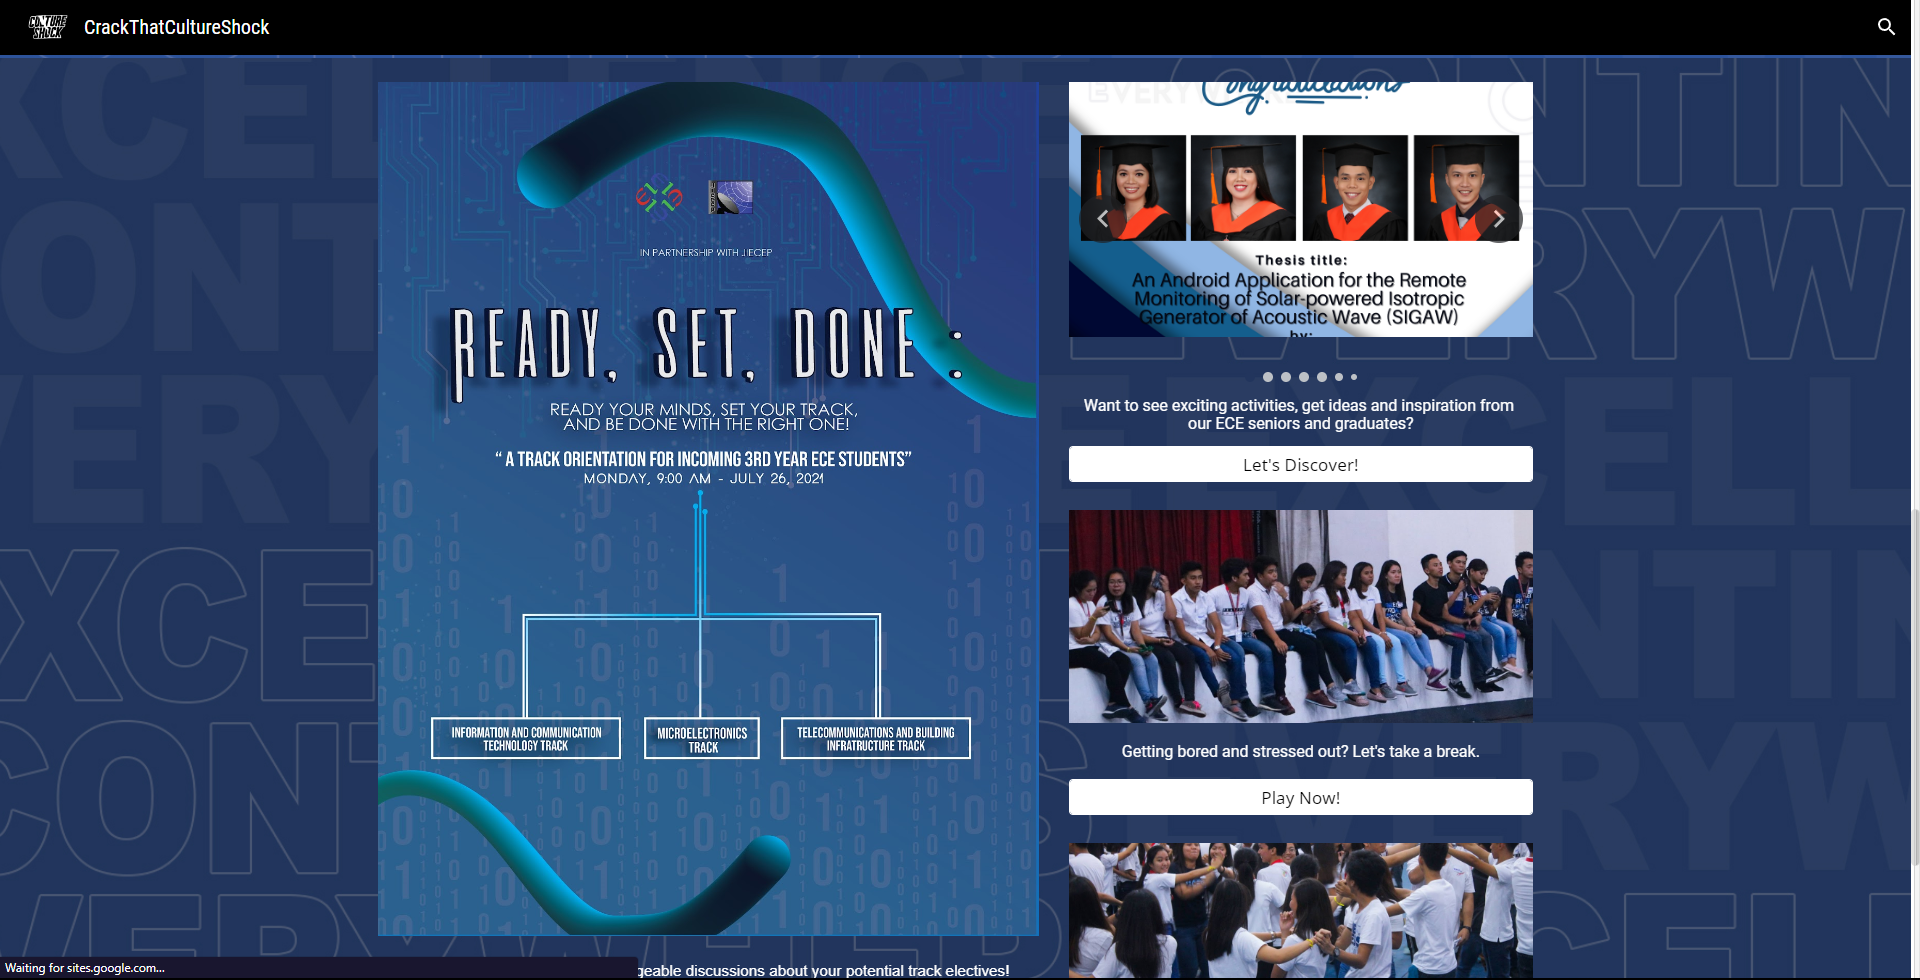 CULTURE
SHOCK
CrackThatCultureShock
IN PARTNERSHIP WITH JIECEP
READY, SET, DONE :
READY YOUR MINDS, SET YOUR TRACK,
AND BE DONE WITH THE RIGHT ONE!
“ A TRACK ORIENTATION FOR INCOMING 3RD YEAR ECE STUDENTS”
MONDAY, 9:00 AM - JULY 26, 2021
INFORMATION AND COMMUNICATION
TECHNOLOGY TRACK
MICROELECTRONICS
TRACK
TELECOMMUNICATIONS AND BUILDING
INFRATRUCTURE TRACK
geable discussions about your potential track electives!
Congratulations
Thesis title:
An Android Application for the Remote
Monitoring of Solar-powered Isotropic
Generator of Acoustic Wave (SIGAW)
by:
Want to see exciting activities, get ideas and inspiration from
our ECE seniors and graduates?
Let's Discover!
Getting bored and stressed out? Let's take a break.
Play Now!
Waiting for sites.google.com...